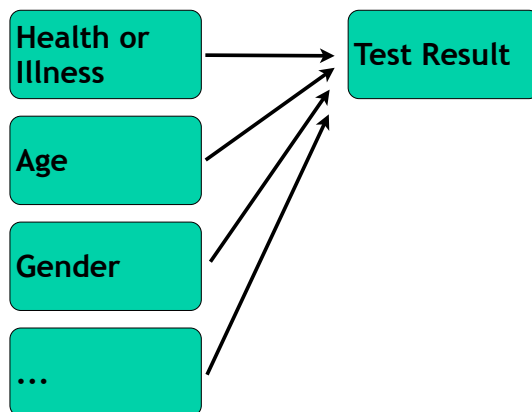 Health or
Illness
Test Result
Age
Gender
...